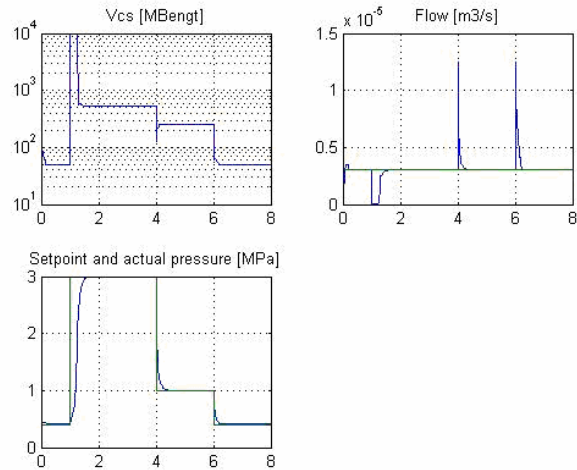 Vcs [MBengt]
10^4
10^3
10^2
10^1
0 2 4 6 8
Flow [m3/s]
x 10^-5
1.5
1
0.5
0
0 2 4 6 8
Setpoint and actual pressure [MPa]
3
2
1
0
0 2 4 6 8